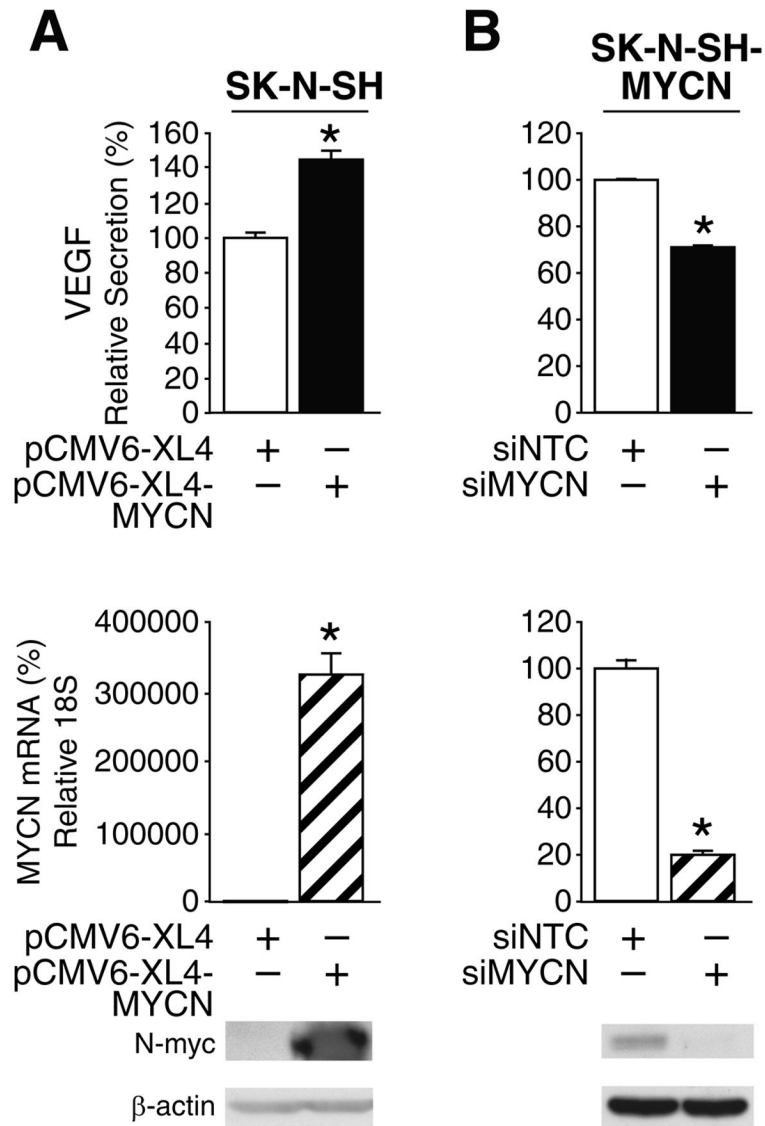 A
SK-N-SH
VEGF
Relative Secretion (%)
160
140
120
100
80
60
40
20
0
*
pCMV6-XL4 + −
pCMV6-XL4- − +
MYCN
MYCN mRNA (%)
Relative 18S
400000
300000
200000
100000
0
*
pCMV6-XL4 + −
pCMV6-XL4- − +
MYCN
N-myc
β-actin
B
SK-N-SH-
MYCN
120
100
80
60
40
20
0
*
siNTC + −
siMYCN − +
120
100
80
60
40
20
0
*
siNTC + −
siMYCN − +